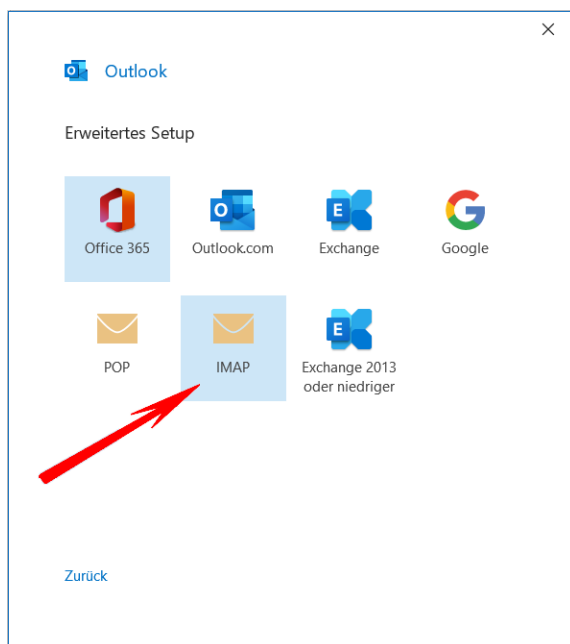 Outlook
Erweitertes Setup
Office 365
Outlook.com
Exchange
Google
POP
IMAP
Exchange 2013
oder niedriger
Zurück